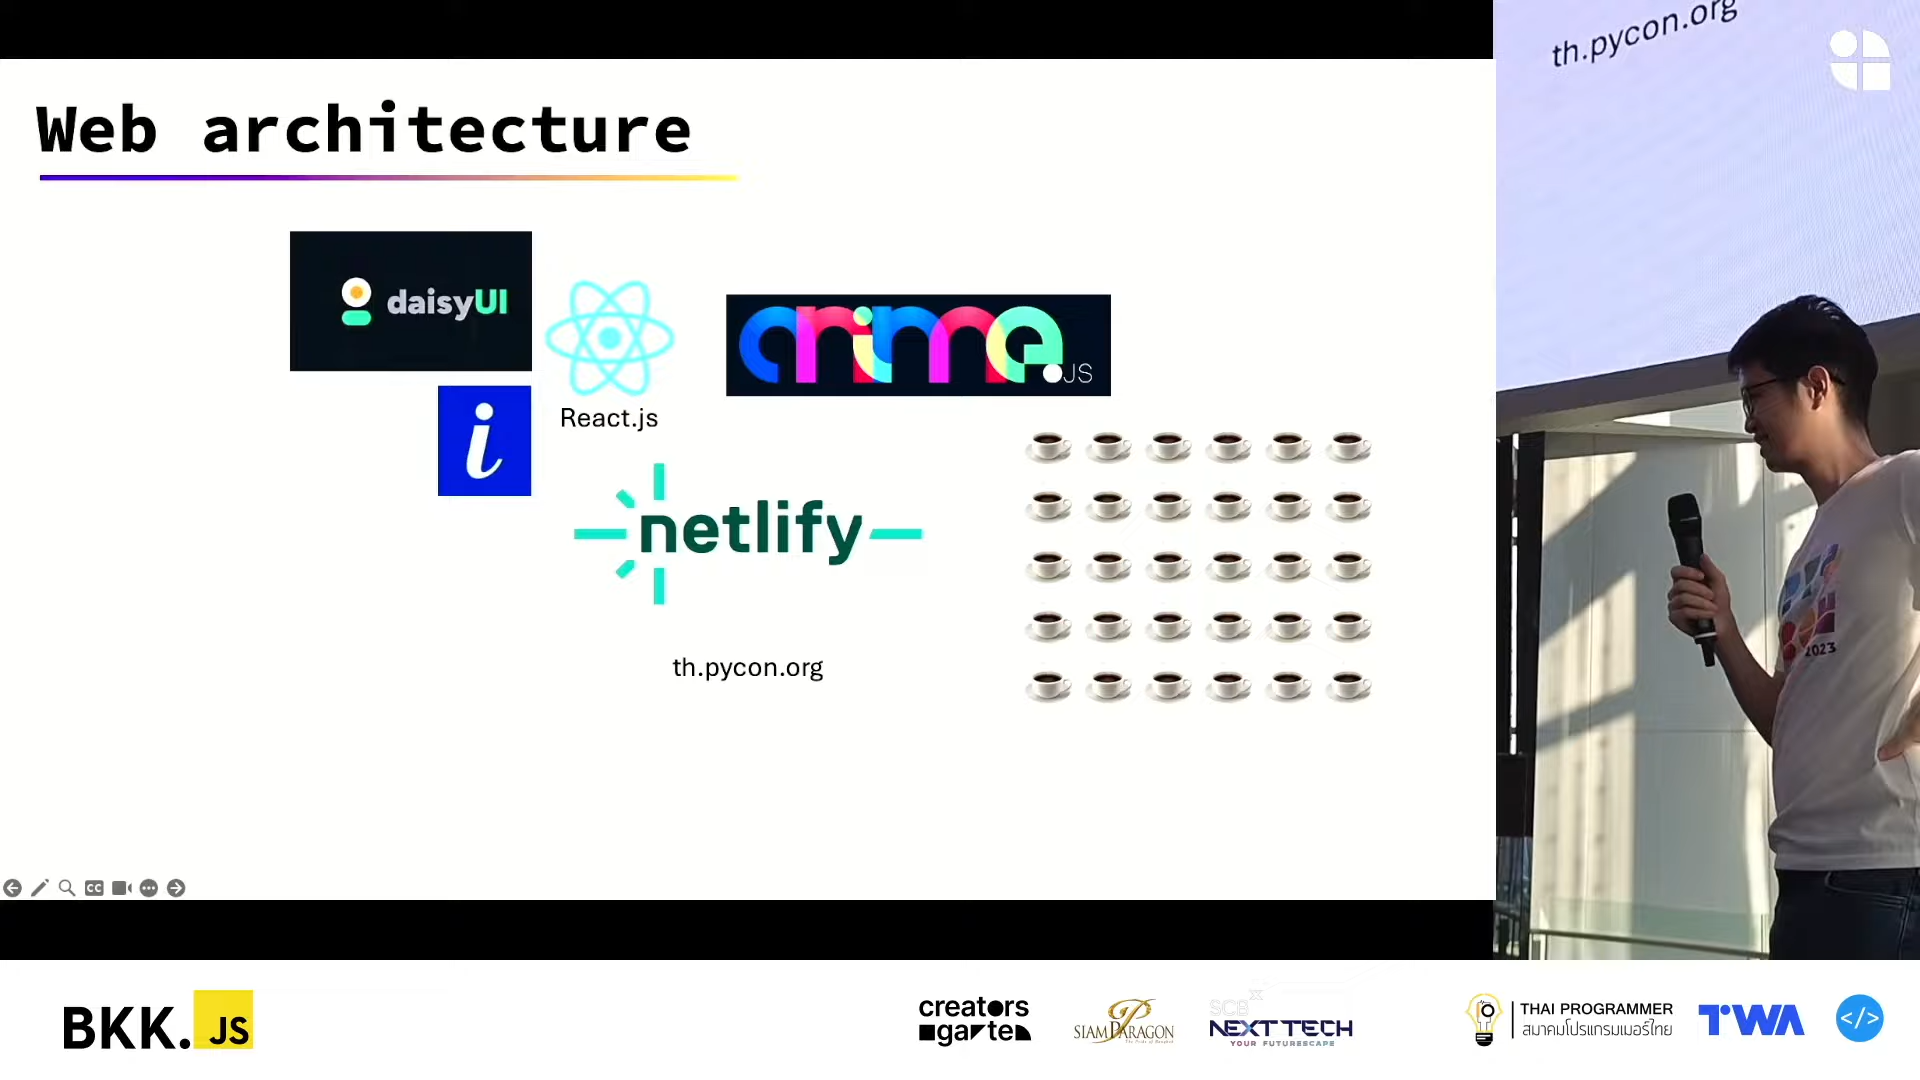 Web architecture
daisyUI
anime.JS
i
React.js
netlify
th.pycon.org
th.pycon.org
2023
BKK.JS
creators
garten
SIAM PARAGON
SCBX
NEXT TECH
YOUR FUTURESCAPE
THAI PROGRAMMER
สมาคมโปรแกรมเมอร์ไทย
TWA